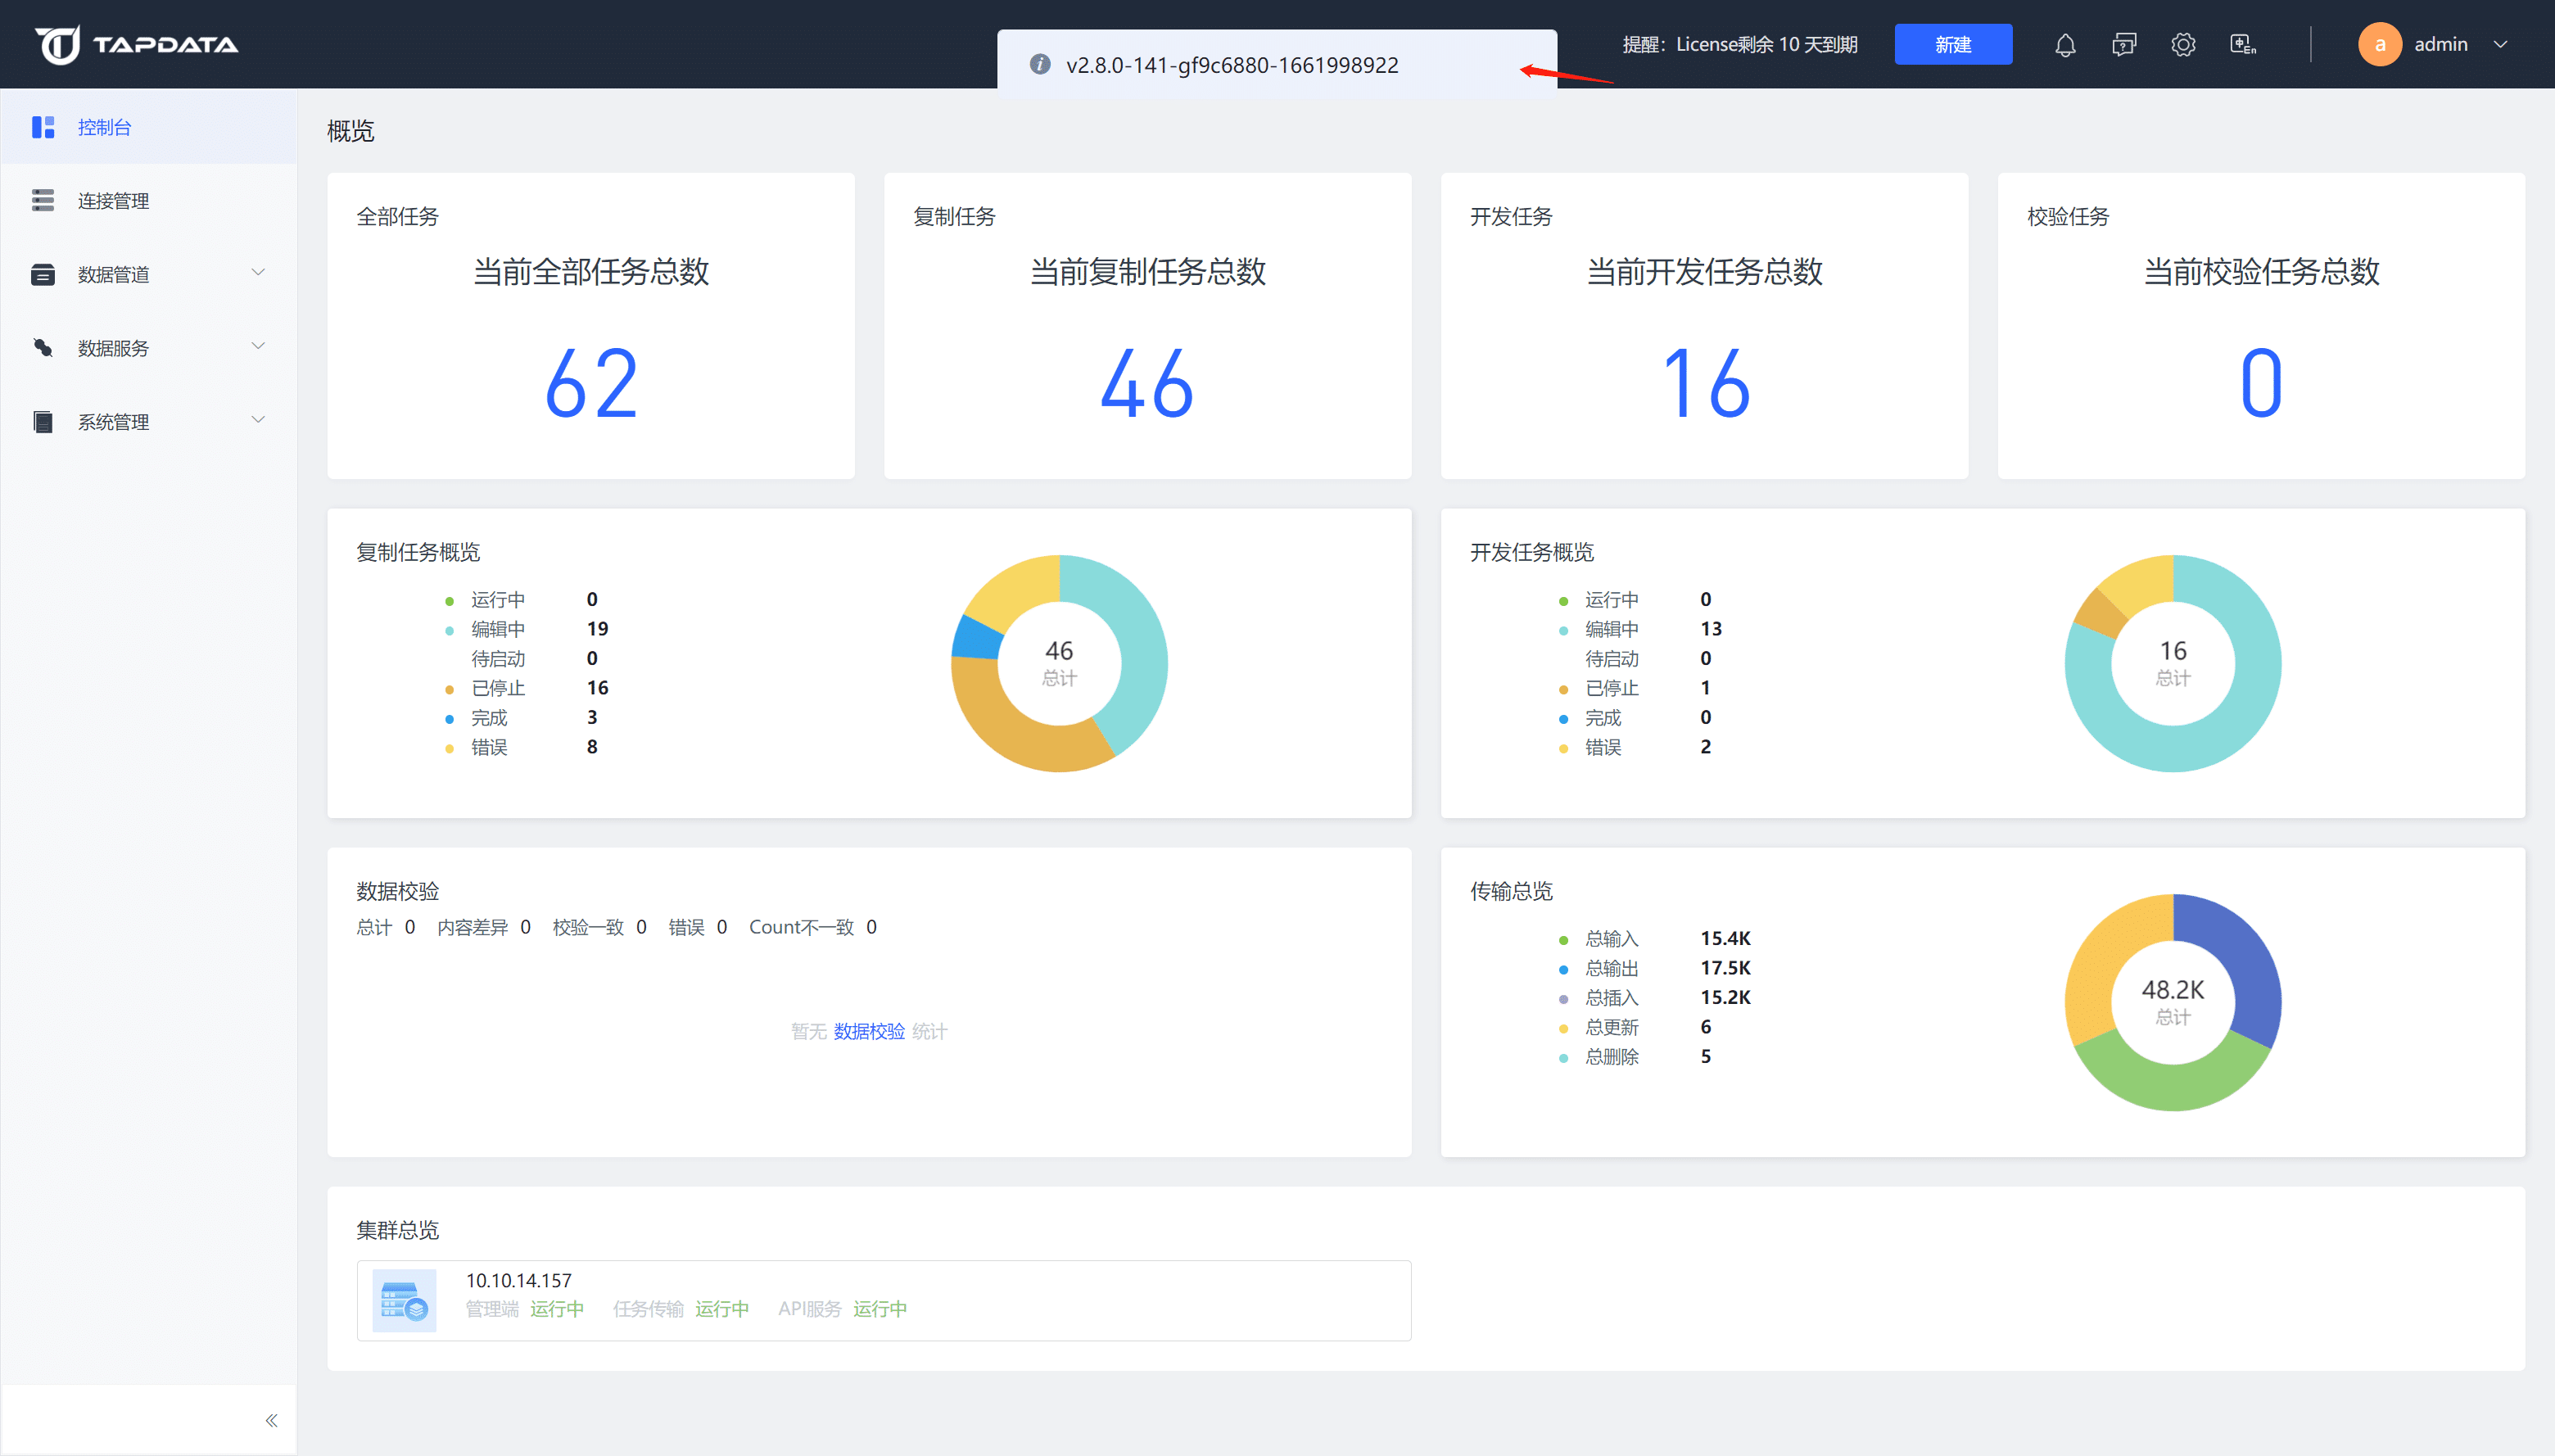 TAPDATA
v2.8.0-141-gf9c6880-1661998922
提醒：License剩余 10 天到期
新建
中En
a
admin
控制台
连接管理
数据管道
数据服务
系统管理
概览
全部任务
当前全部任务总数
62
复制任务
当前复制任务总数
46
开发任务
当前开发任务总数
16
校验任务
当前校验任务总数
0
复制任务概览
运行中 0
编辑中 19
待启动 0
已停止 16
完成 3
错误 8
46
总计
开发任务概览
运行中 0
编辑中 13
待启动 0
已停止 1
完成 0
错误 2
16
总计
数据校验
总计 0 内容差异 0 校验一致 0 错误 0 Count不一致 0
暂无 数据校验 统计
传输总览
总输入 15.4K
总输出 17.5K
总插入 15.2K
总更新 6
总删除 5
48.2K
总计
集群总览
10.10.14.157
管理端 运行中 任务传输 运行中 API服务 运行中